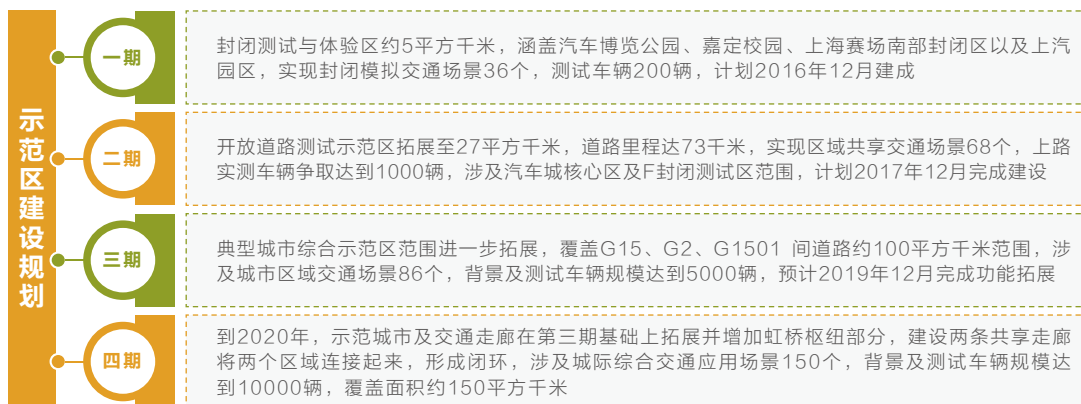 示范区建设规划
一期
封闭测试与体验区约5平方千米，涵盖汽车博览公园、嘉定校园、上海赛场南部封闭区以及上汽
园区，实现封闭模拟交通场景36个，测试车辆200辆，计划2016年12月建成
二期
开放道路测试示范区拓展至27平方千米，道路里程达73千米，实现区域共享交通场景68个，上路
实测车辆争取达到1000辆，涉及汽车城核心区及F封闭测试区范围，计划2017年12月完成建设
三期
典型城市综合示范区范围进一步拓展，覆盖G15、G2、G1501 间道路约100平方千米范围，涉
及城市区域交通场景86个，背景及测试车辆规模达到5000辆，预计2019年12月完成功能拓展
四期
到2020年，示范城市及交通走廊在第三期基础上拓展并增加虹桥枢纽部分，建设两条共享走廊
将两个区域连接起来，形成闭环，涉及城际综合交通应用场景150个，背景及测试车辆规模达
到10000辆，覆盖面积约150平方千米